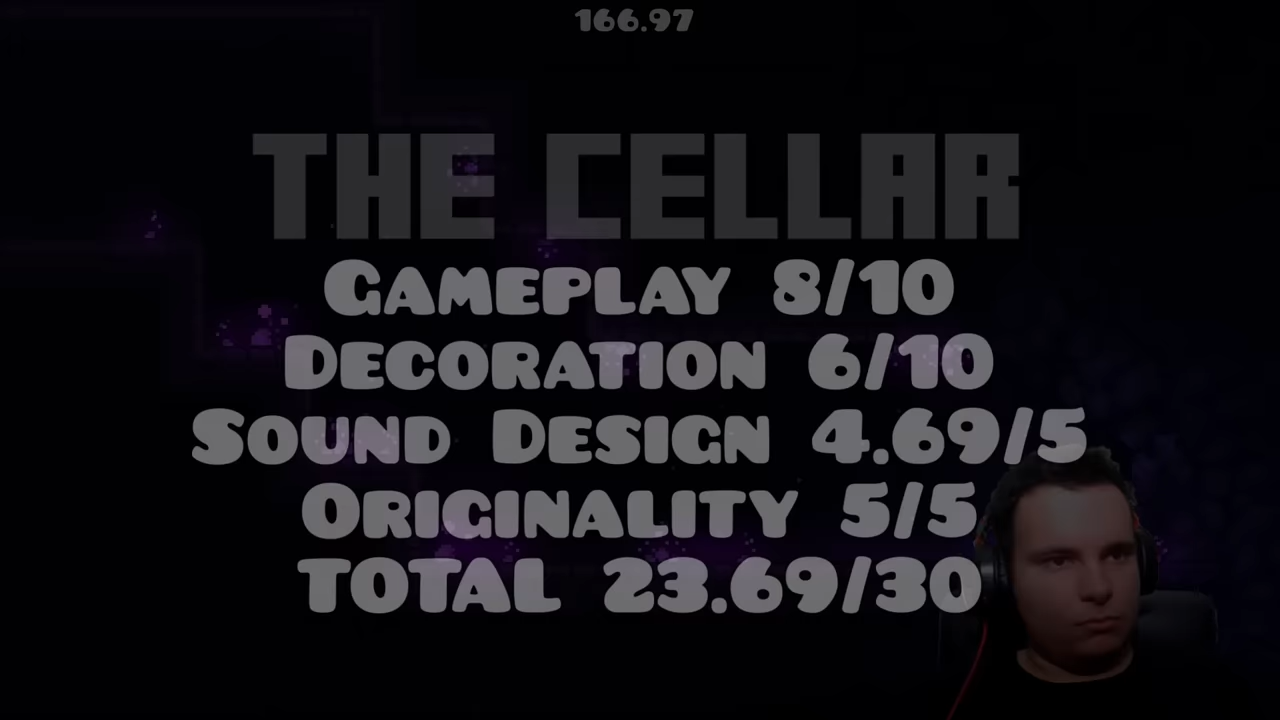 166.97
THE CELLAR
GAMEPLAY 8/10
DECORATION 6/10
SOUND DESIGN 4.69/5
ORIGINALITY 5/5
TOTAL 23.69/30